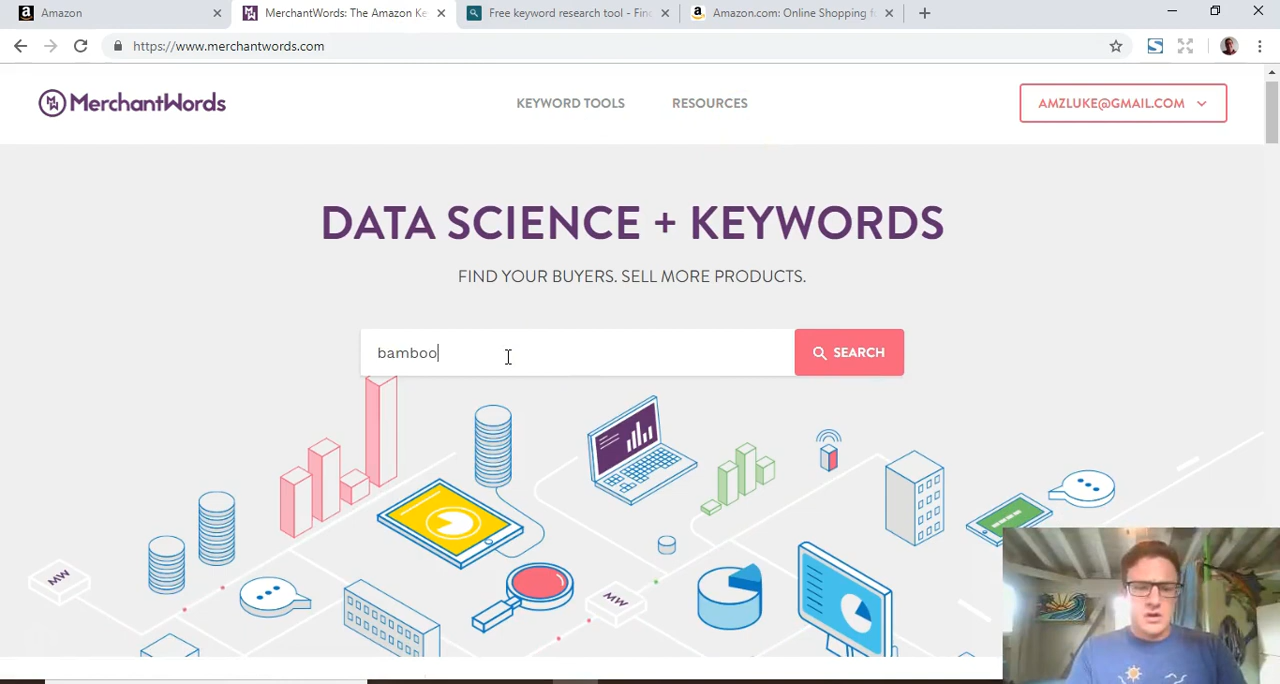 Amazon
MerchantWords: The Amazon Ke
Free keyword research tool - Fin
Amazon.com: Online Shopping f
https://www.merchantwords.com
MerchantWords
KEYWORD TOOLS
RESOURCES
AMZLUKE@GMAIL.COM
DATA SCIENCE + KEYWORDS
FIND YOUR BUYERS. SELL MORE PRODUCTS.
bamboo
SEARCH
MW
MW